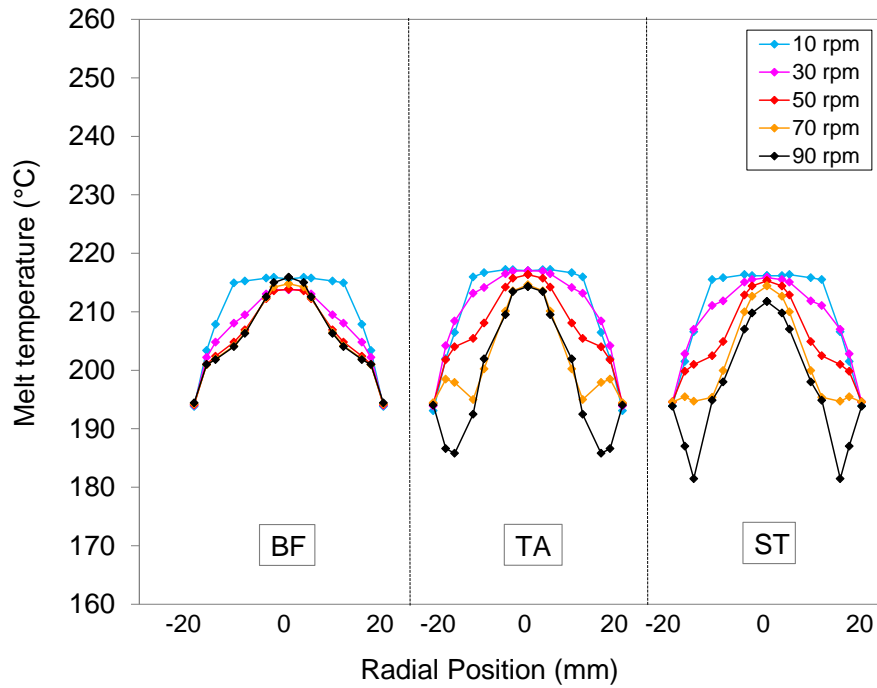 260
250
240
230
220
210
200
190
180
170
160
Melt temperature (°C)
10 rpm
30 rpm
50 rpm
70 rpm
90 rpm
BF
TA
ST
-20 0 20 -20 0 20 -20 0 20
Radial Position (mm)